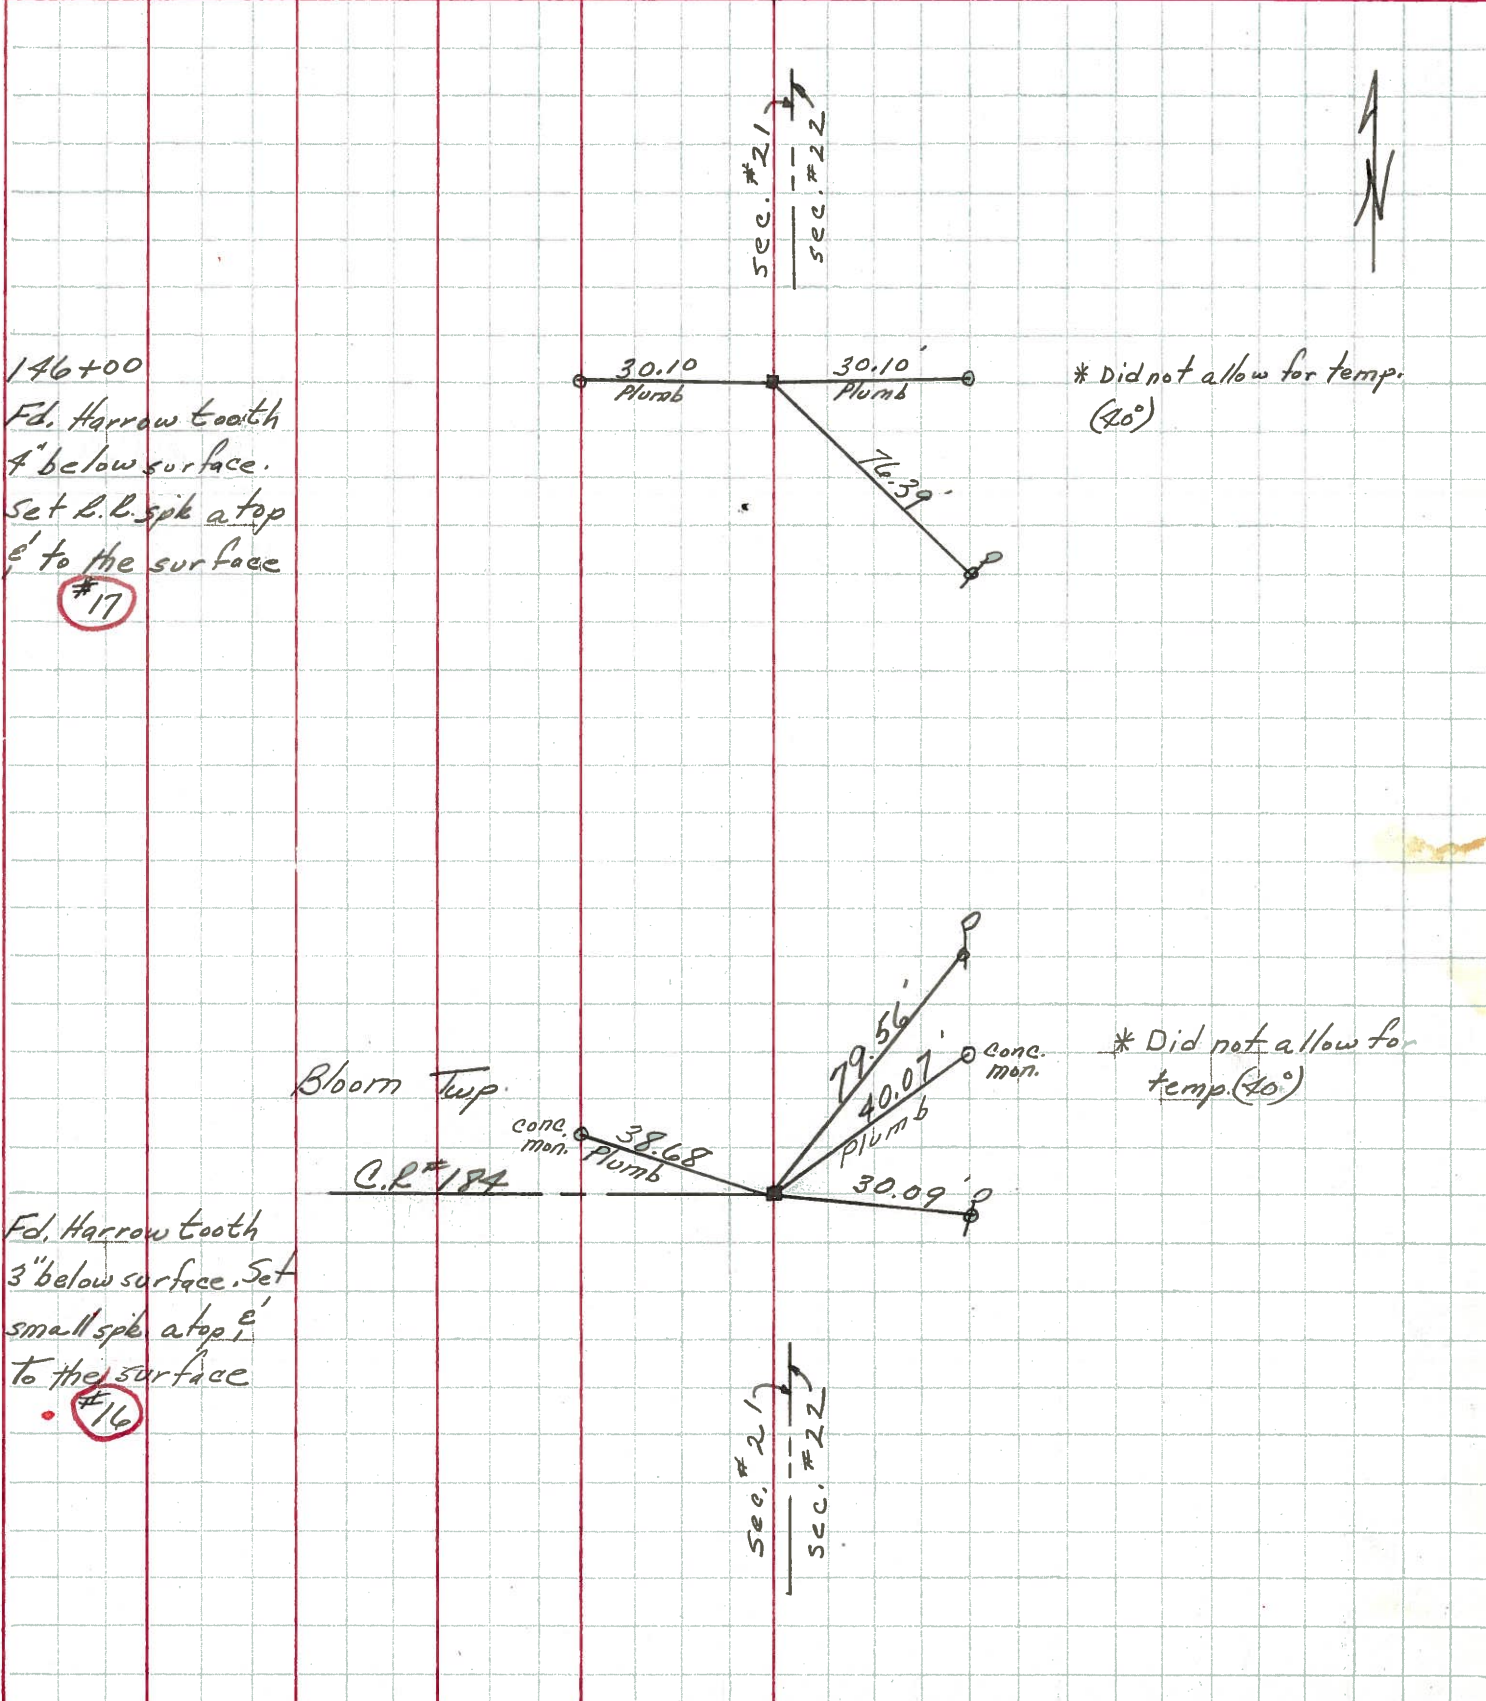 sec. #21
sec. #22
N
146+00
Fd. Harrow tooth
4" below surface.
Set R.R. spk atop
& to the surface
#17
30.10
Plumb
30.10'
Plumb
76.39'
* Did not allow for temp.
(40°)
79.56'
40.07'
Plumb
conc.
mon.
* Did not allow for
temp. (40°)
Bloom Twp.
conc.
mon.
38.68
Plumb
C.R #184
30.09'
Fd. Harrow tooth
3" below surface. Set
small spk atop &
To the surface
#16
sec. #21
sec. #22